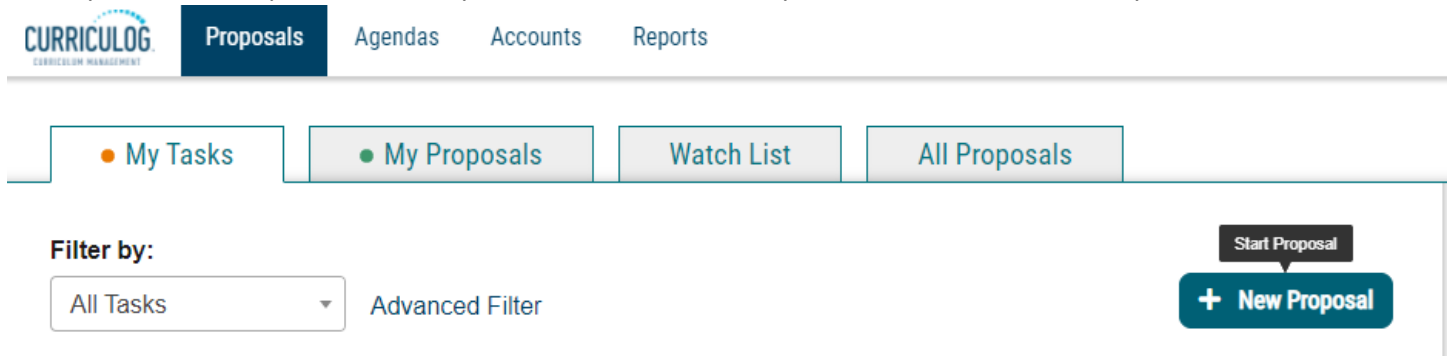 CURRICULOG
CURRICULUM MANAGEMENT
Proposals Agendas Accounts Reports
My Tasks My Proposals Watch List All Proposals
Filter by:
Start Proposal
All Tasks Advanced Filter + New Proposal